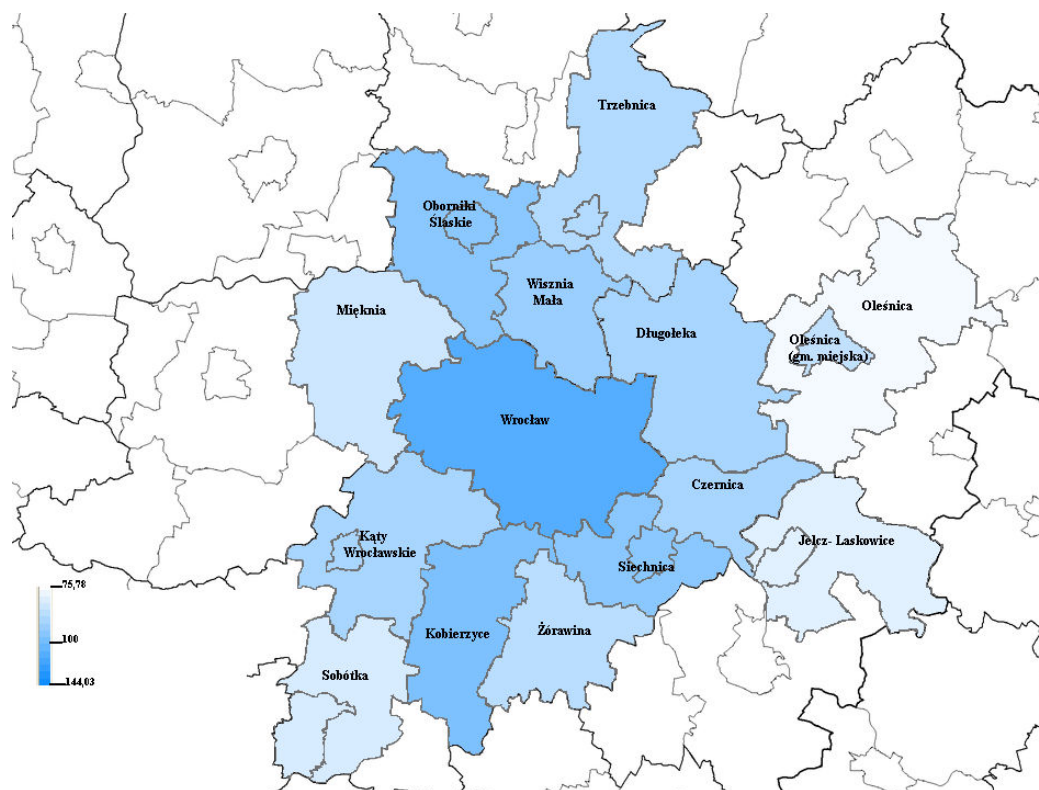 Trzebnica
Oborniki
Śląskie
Wisznia
Mała
Mięknia
Długołeka
Oleśnica
Oleśnica
(gm. miejska)
Wrocław
Czernica
Kąty
Wrocławskie
Siechnica
Jelcz- Laskowice
Kobierzyce
Żórawina
Sobótka
75,78
100
144,03